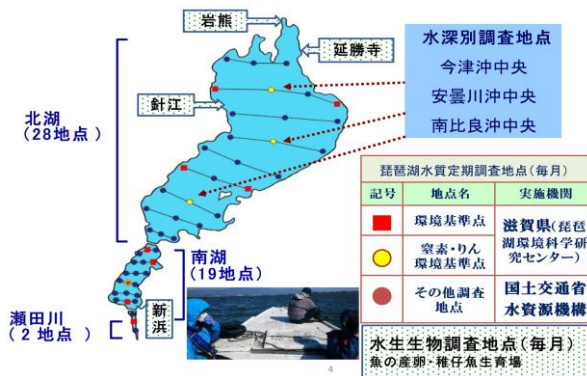 岩熊
延勝寺
針江
北湖
(28地点)
水深別調査地点
今津沖中央
安曇川沖中央
南比良沖中央
琵琶湖水質定期調査地点(毎月)
記号
地点名
実施機関
環境基準点
窒素・りん
環境基準点
滋賀県(琵琶
湖環境科学研
究センター)
その他調査
地点
国土交通省
水資源機構
南湖
(19地点)
新浜
瀬田川
(2地点)
水生生物調査地点(毎月)
魚の産卵・稚仔魚生育場
4